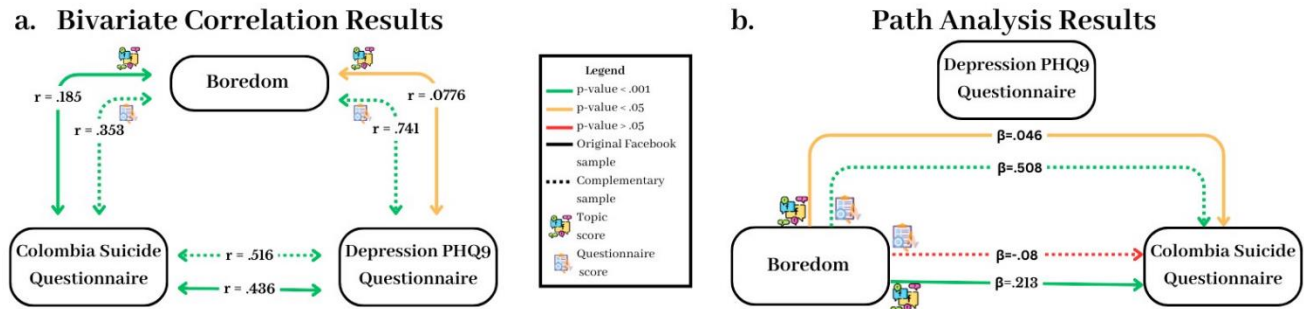 a. Bivariate Correlation Results
Boredom
r = .185
r = .353
r = .0776
r = .741
Colombia Suicide
Questionnaire
r = .516
r = .436
Depression PHQ9
Questionnaire
Legend
p-value < .001
p-value < .05
p-value > .05
Original Facebook
sample
Complementary
sample
Topic
score
Questionnaire
score
b. Path Analysis Results
Depression PHQ9
Questionnaire
β=.046
β=.508
Boredom
β=-.08
β=.213
Colombia Suicide
Questionnaire